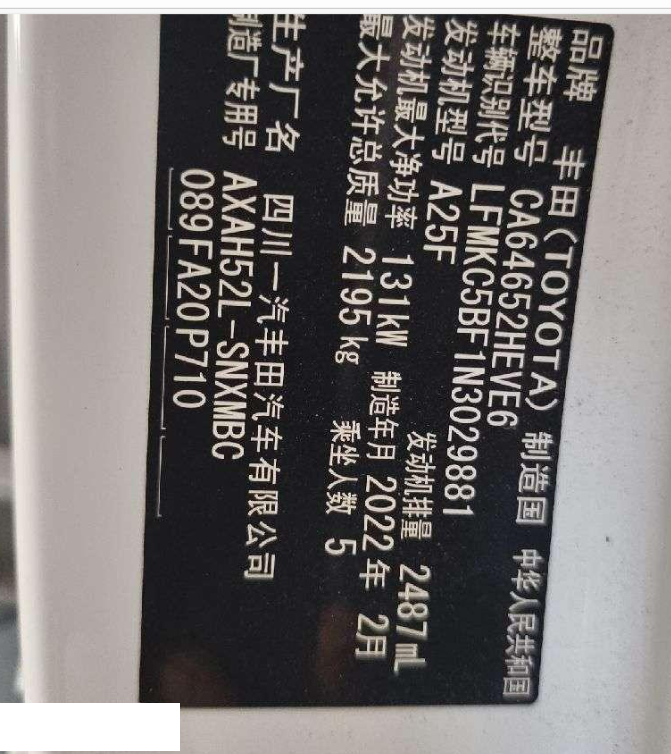 品牌 丰田(TOYOTA) 制造国 中华人民共和国
整车型号 CA64652HEVE6
车辆识别代号 LFMKC5BF1N3029881
发动机型号 A25F 发动机排量 2487mL
发动机最大净功率 131kW 制造年月 2022年 2月
最大允许总质量 2195kg 乘坐人数 5
生产厂名 四川一汽丰田汽车有限公司
制造厂专用号 AXAH52L-SNXMBC
089FA20P710